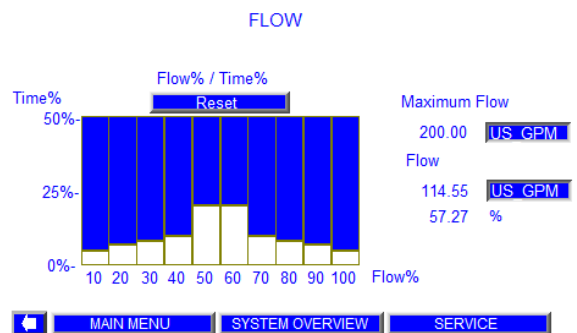 FLOW
Flow% / Time%
Time%
Reset
50%-
25%-
0%-
10 20 30 40 50 60 70 80 90 100 Flow%
Maximum Flow
200.00 US_GPM
Flow
114.55 US_GPM
57.27 %
MAIN MENU SYSTEM OVERVIEW SERVICE